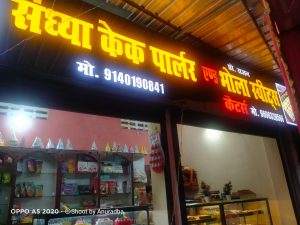 संध्या केक पार्लर एण्ड भोला स्वीट्स
मो. 9140190841
कैटर्स मो.
OPPO A5 2020 Shot by Anuradha